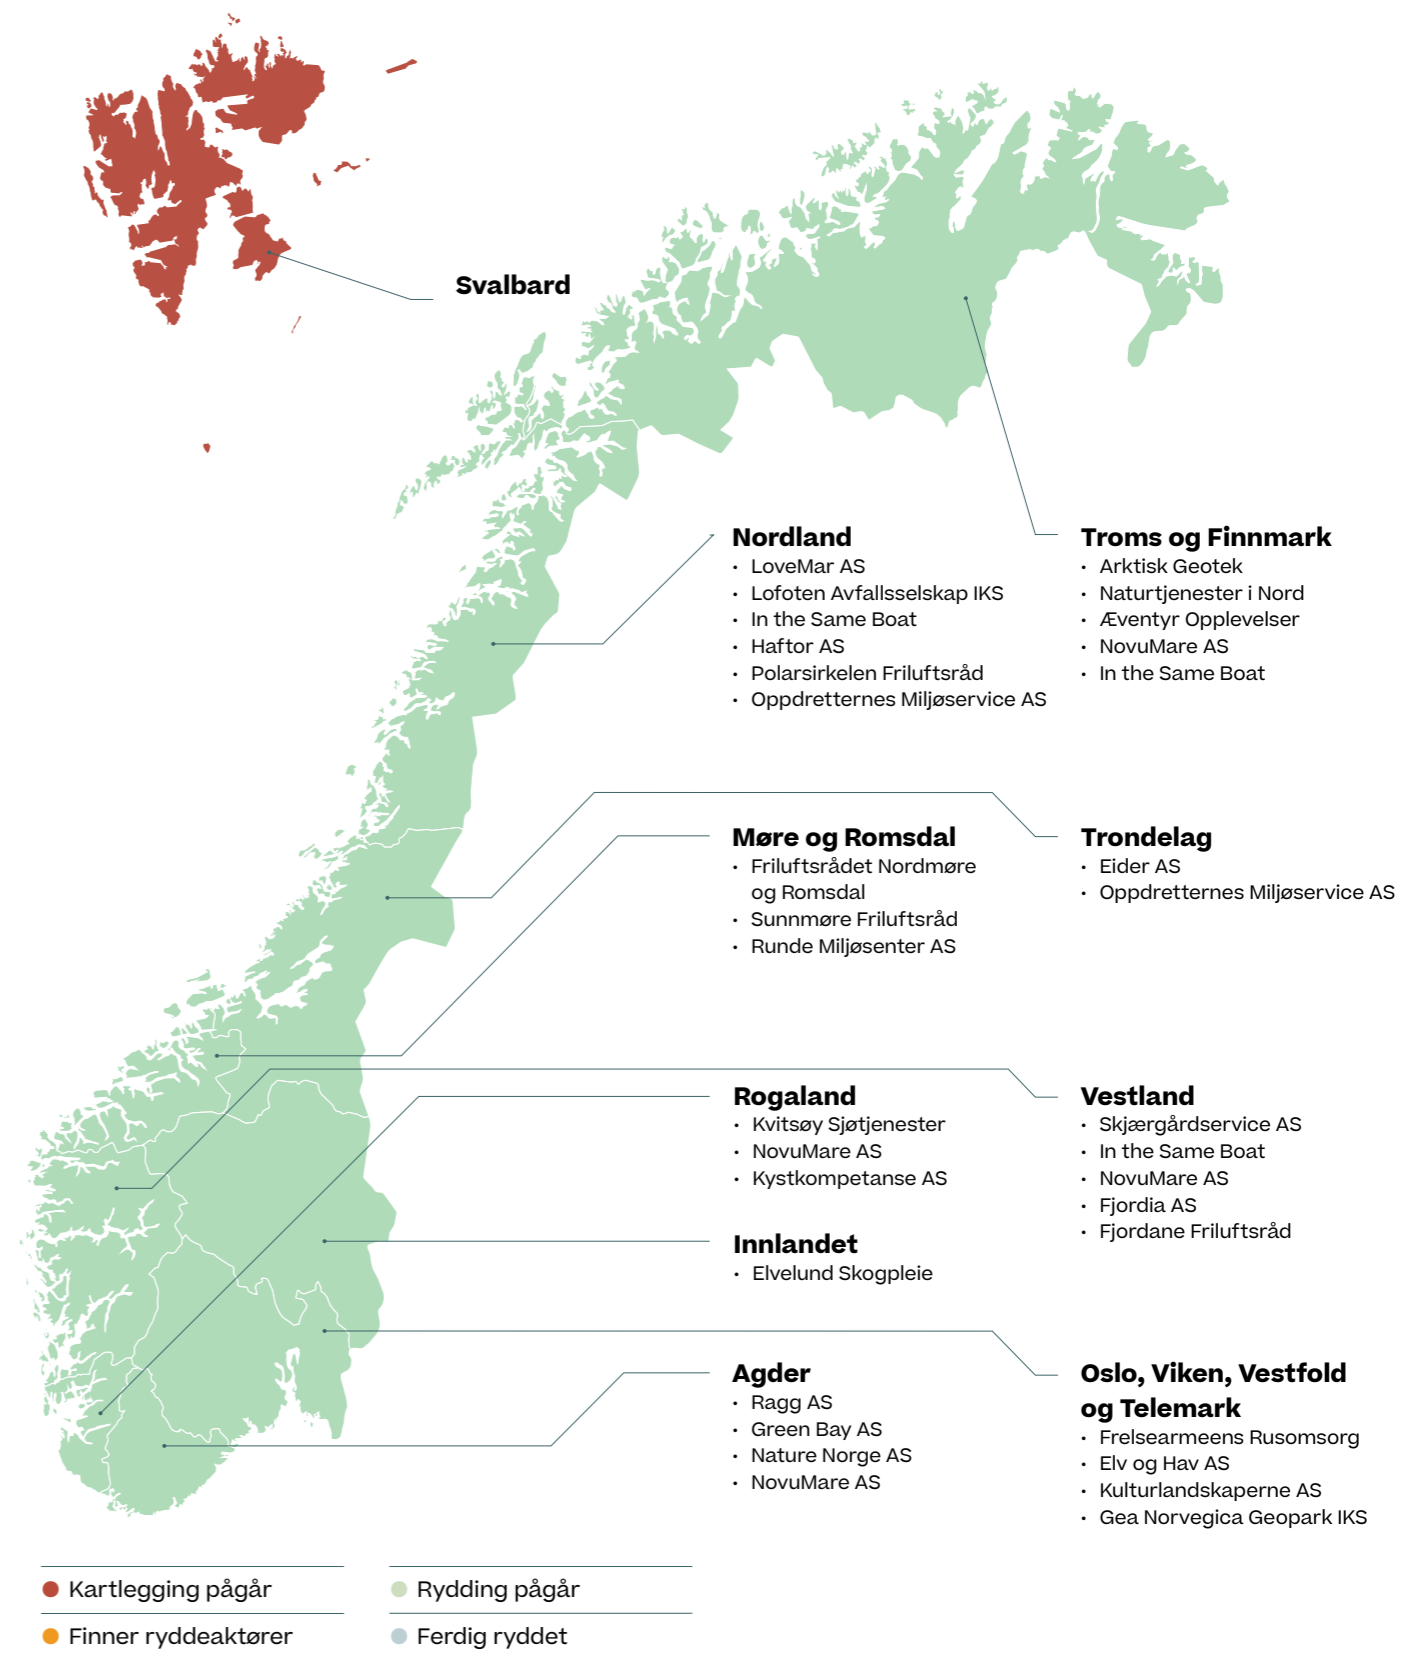 Svalbard
Nordland
• LoveMar AS
• Lofoten Avfallsselskap IKS
• In the Same Boat
• Haftor AS
• Polarsirkelen Friluftsråd
• Oppdretternes Miljøservice AS
Troms og Finnmark
• Arktisk Geotek
• Naturtjenester i Nord
• Æventyr Opplevelser
• NovuMare AS
• In the Same Boat
Møre og Romsdal
• Friluftsrådet Nordmøre
og Romsdal
• Sunnmøre Friluftsråd
• Runde Miljøsenter AS
Trondelag
• Eider AS
• Oppdretternes Miljøservice AS
Rogaland
• Kvitsøy Sjøtjenester
• NovuMare AS
• Kystkompetanse AS
Vestland
• Skjærgårdservice AS
• In the Same Boat
• NovuMare AS
• Fjordia AS
• Fjordane Friluftsråd
Innlandet
• Elvelund Skogpleie
Agder
• Ragg AS
• Green Bay AS
• Nature Norge AS
• NovuMare AS
Oslo, Viken, Vestfold
og Telemark
• Frelsearmeens Rusomsorg
• Elv og Hav AS
• Kulturlandskaperne AS
• Gea Norvegica Geopark IKS
Kartlegging pågår
Rydding pågår
Finner ryddeaktører
Ferdig ryddet